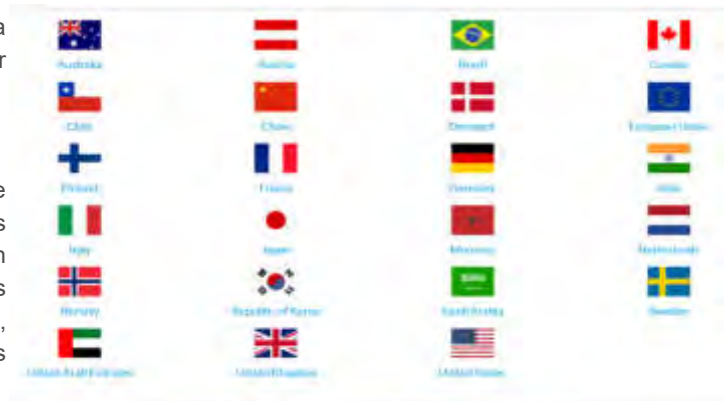 a
r
Australia Austria Brazil Canada
Chile China Denmark European Union
e
Finland France Germany India
s
n
Italy Japan Morocco Netherlands
s
Norway Republic of Korea Saudi Arabia Sweden
,
s
United Arab Emirates United Kingdom United States